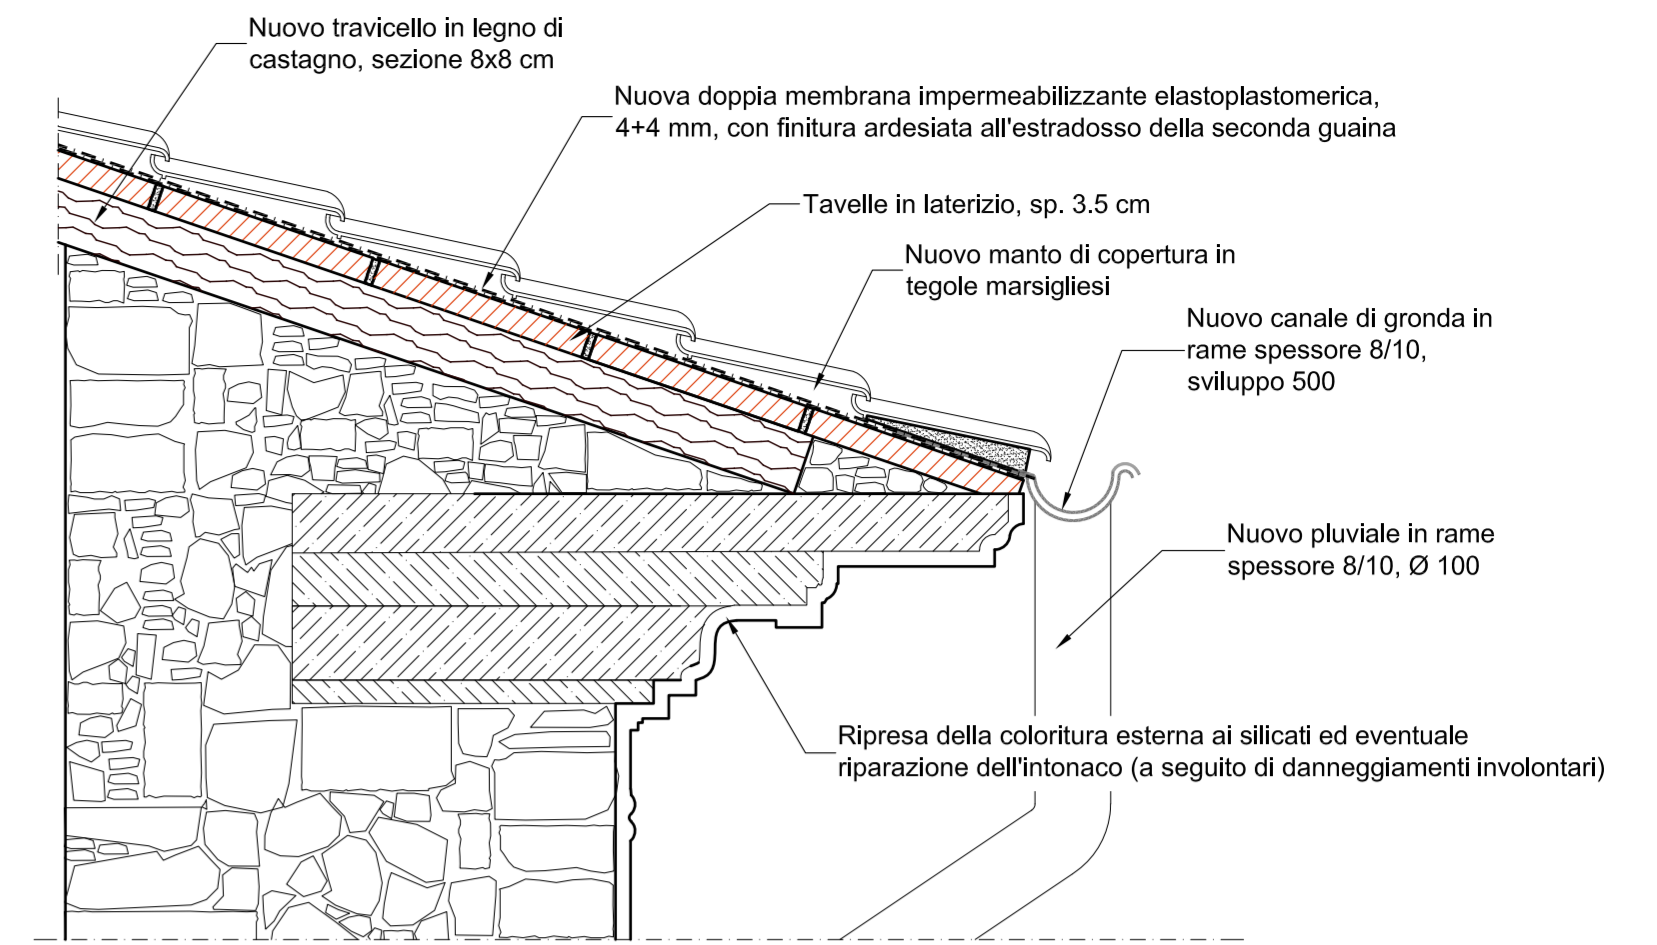 Nuovo travicello in legno di
castagno, sezione 8x8 cm
Nuova doppia membrana impermeabilizzante elastoplastomerica,
4+4 mm, con finitura ardesiata all'estradosso della seconda guaina
Tavelle in laterizio, sp. 3.5 cm
Nuovo manto di copertura in
tegole marsigliesi
Nuovo canale di gronda in
rame spessore 8/10,
sviluppo 500
Nuovo pluviale in rame
spessore 8/10, Ø 100
Ripresa della coloritura esterna ai silicati ed eventuale
riparazione dell'intonaco (a seguito di danneggiamenti involontari)